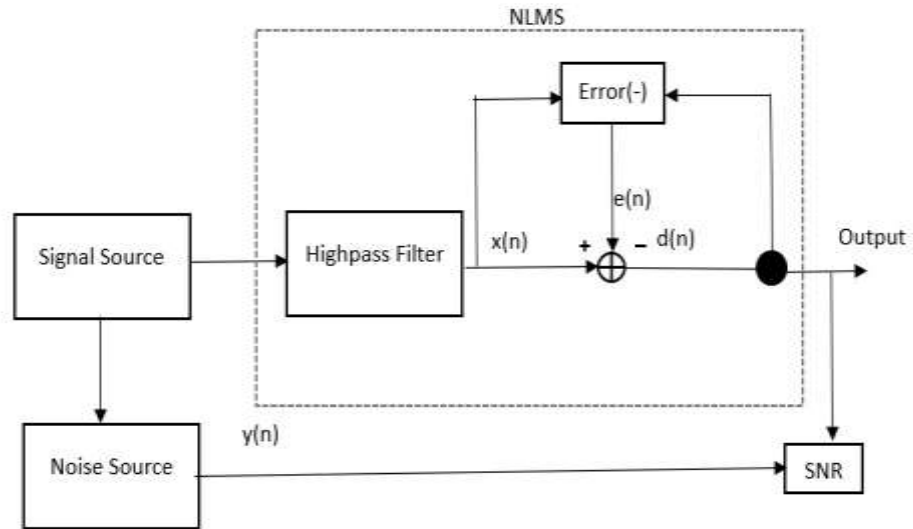 NLMS
Error(-)
e(n)
Signal Source
Highpass Filter
x(n)
+
−
d(n)
Output
Noise Source
y(n)
SNR